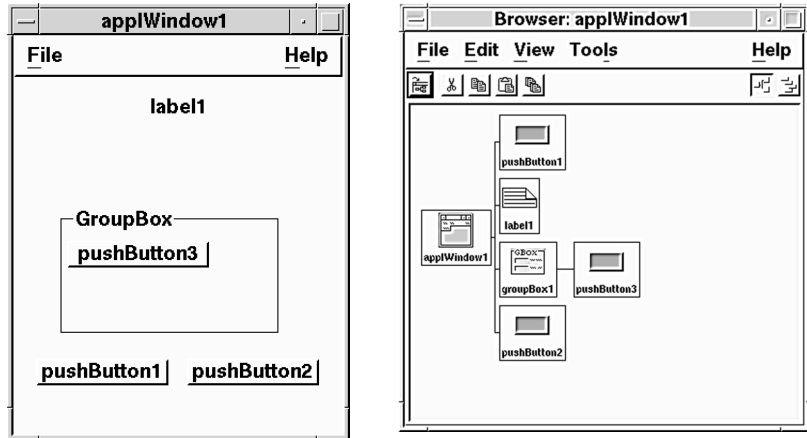 applWindow1
File Help
label1
GroupBox
pushButton3
pushButton1 pushButton2
Browser: applWindow1
File Edit View Tools Help
pushButton1
label1
applWindow1
GBox
groupBox1
pushButton3
pushButton2